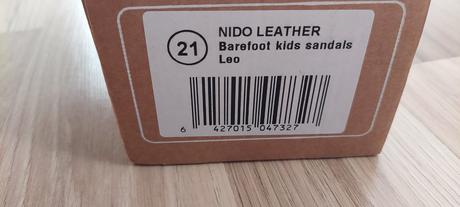 21
NIDO LEATHER
Barefoot kids sandals
Leo
6 427015 047327